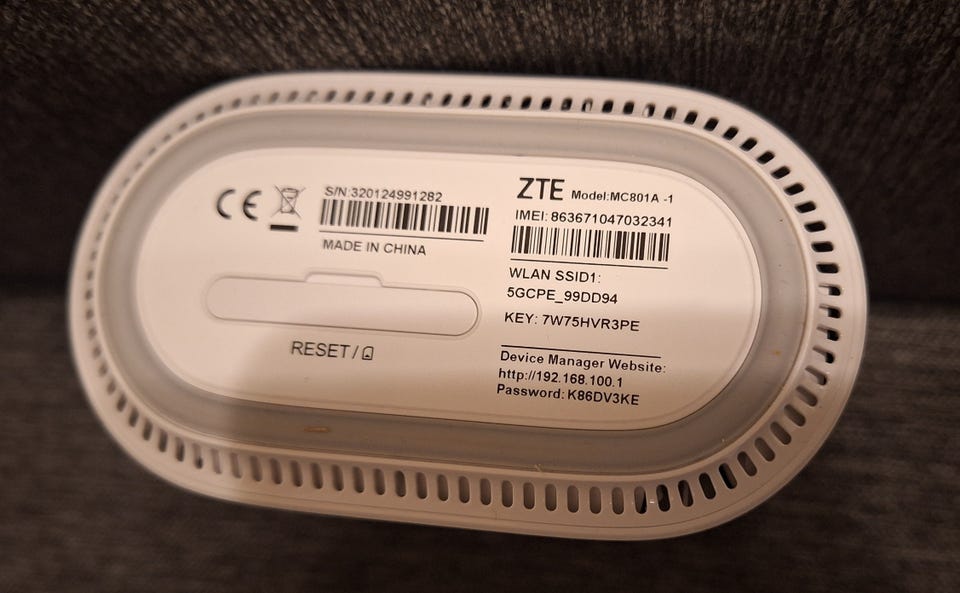 S/N:320124991282
MADE IN CHINA
RESET /
ZTE Model:MC801A -1
IMEI: 863671047032341
WLAN SSID1:
5GCPE_99DD94
KEY: 7W75HVR3PE
Device Manager Website:
http://192.168.100.1
Password: K86DV3KE